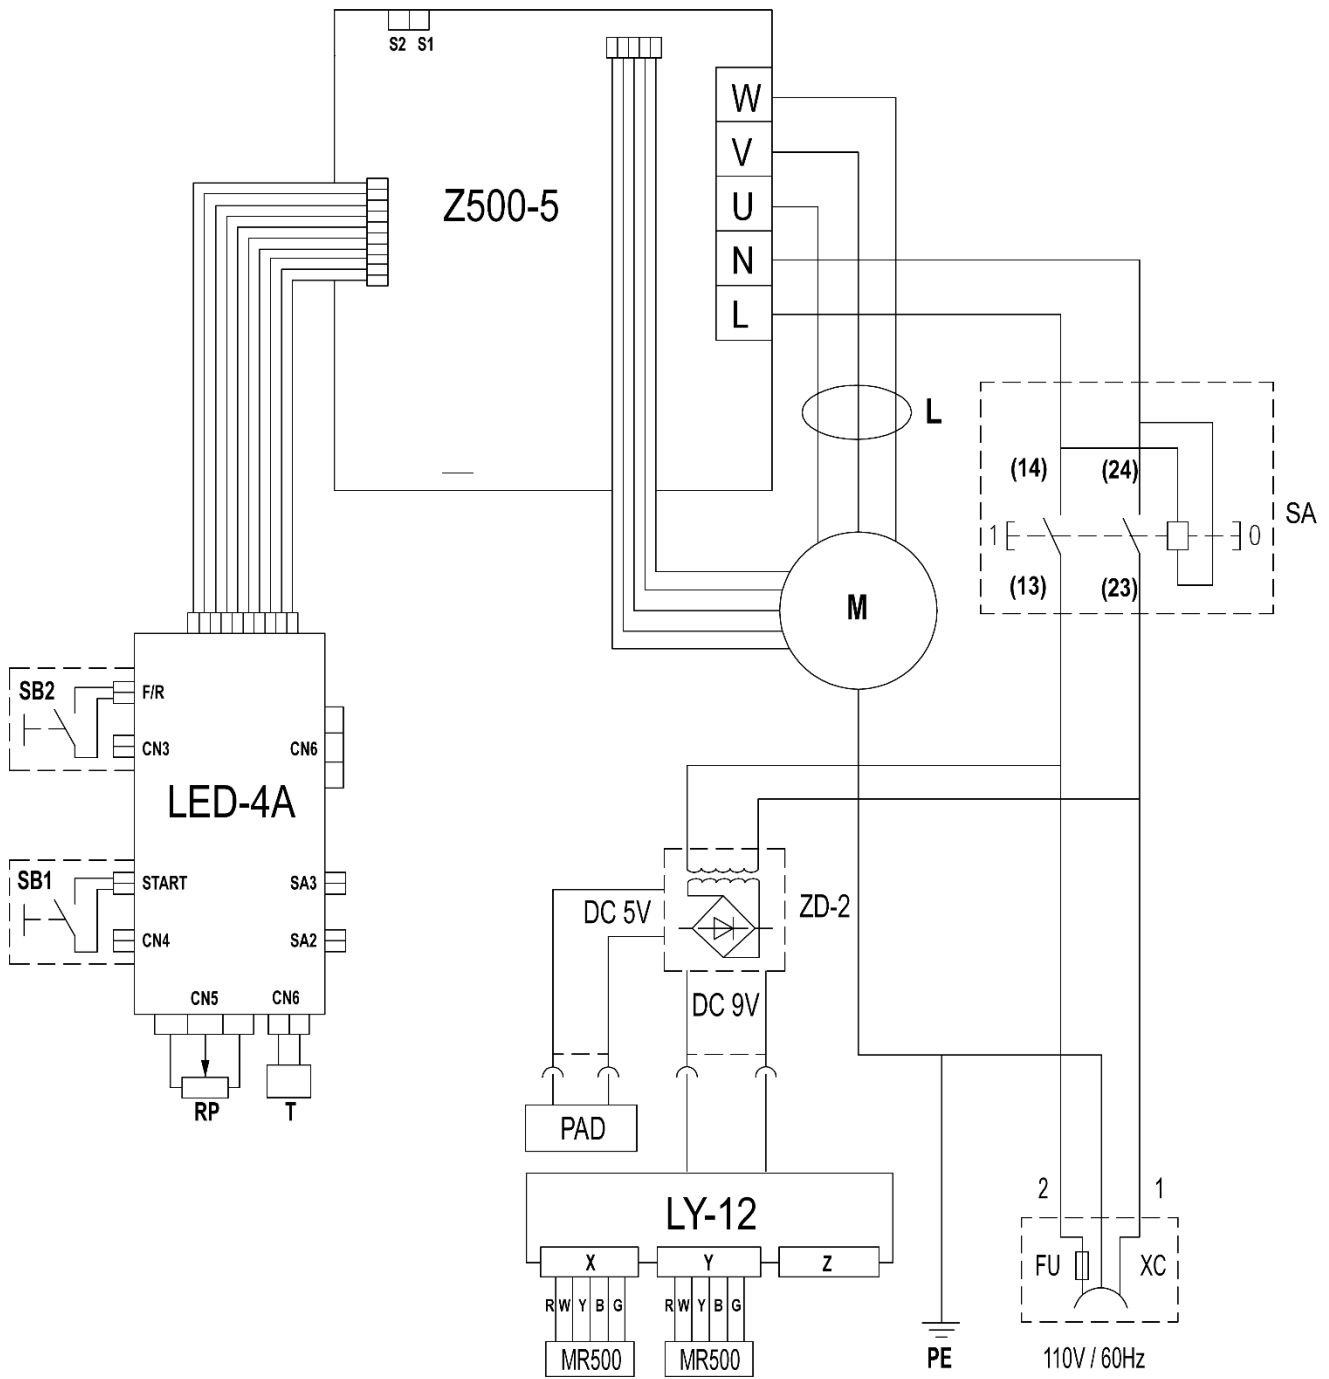 S2 S1
W
V
Z500-5
U
N
L
L
(14) (24)
SA
1 0
(13) (23)
M
SB2
F/R
CN3
CN6
LED-4A
SB1
START
SA3
CN4
SA2
DC 5V
ZD-2
CN5
CN6
DC 9V
RP
T
PAD
2 1
LY-12
X Y Z
FU XC
R W Y B G
R W Y B G
MR500
MR500
PE
110V / 60Hz